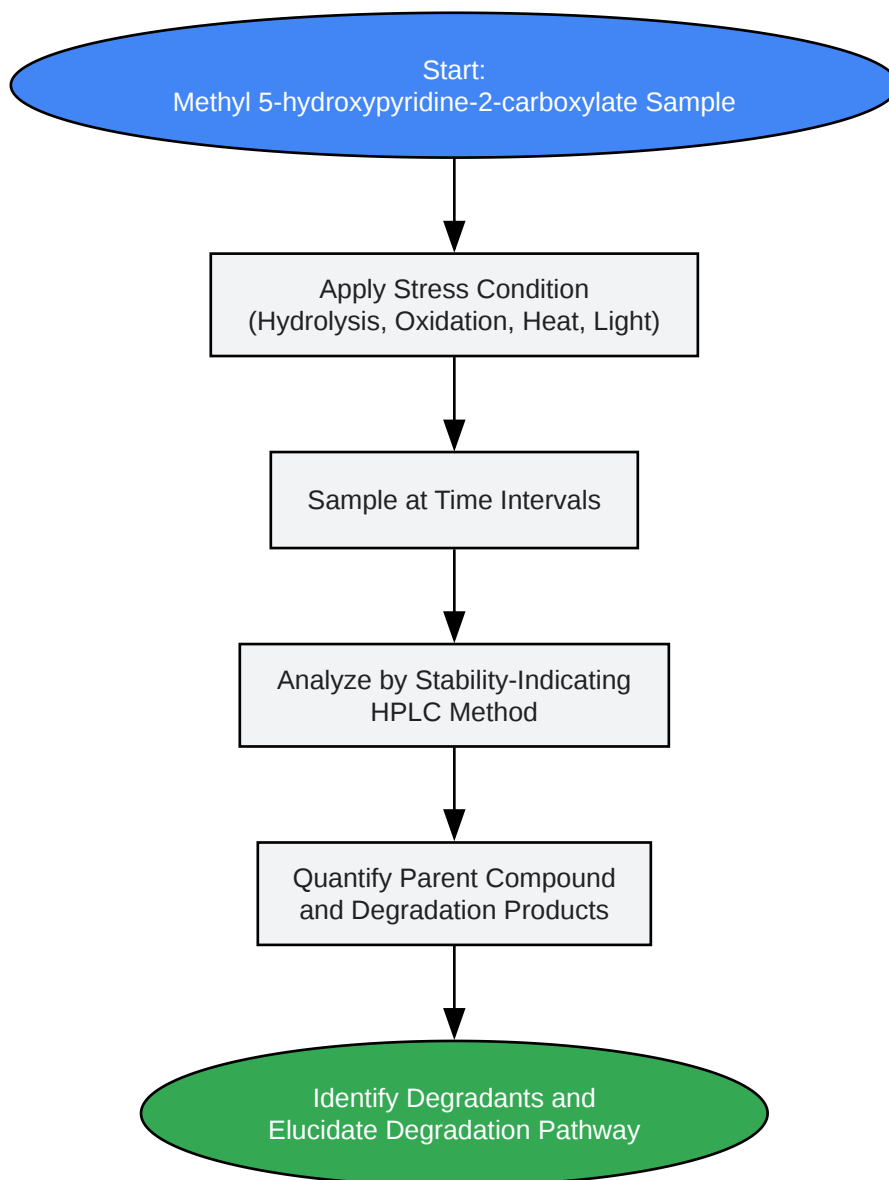 Start:
Methyl 5-hydroxypyridine-2-carboxylate Sample
Apply Stress Condition
(Hydrolysis, Oxidation, Heat, Light)
Sample at Time Intervals
Analyze by Stability-Indicating
HPLC Method
Quantify Parent Compound
and Degradation Products
Identify Degradants and
Elucidate Degradation Pathway